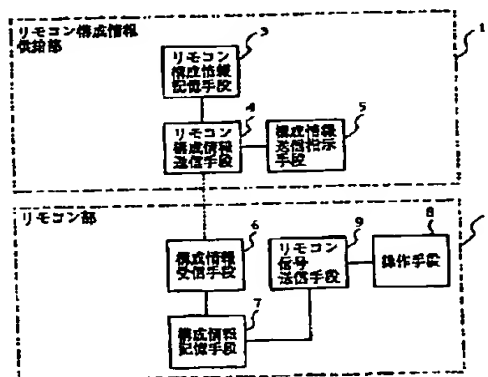 リモコン構成情報
供給部
1
3
リモコン
構成情報
記憶手段
4
リモコン
構成情報
送信手段
5
構成情報
送信指示
手段
リモコン部
6
構成情報
受信手段
9
リモコン
信号
送信手段
8
操作手段
7
構成情報
記憶手段